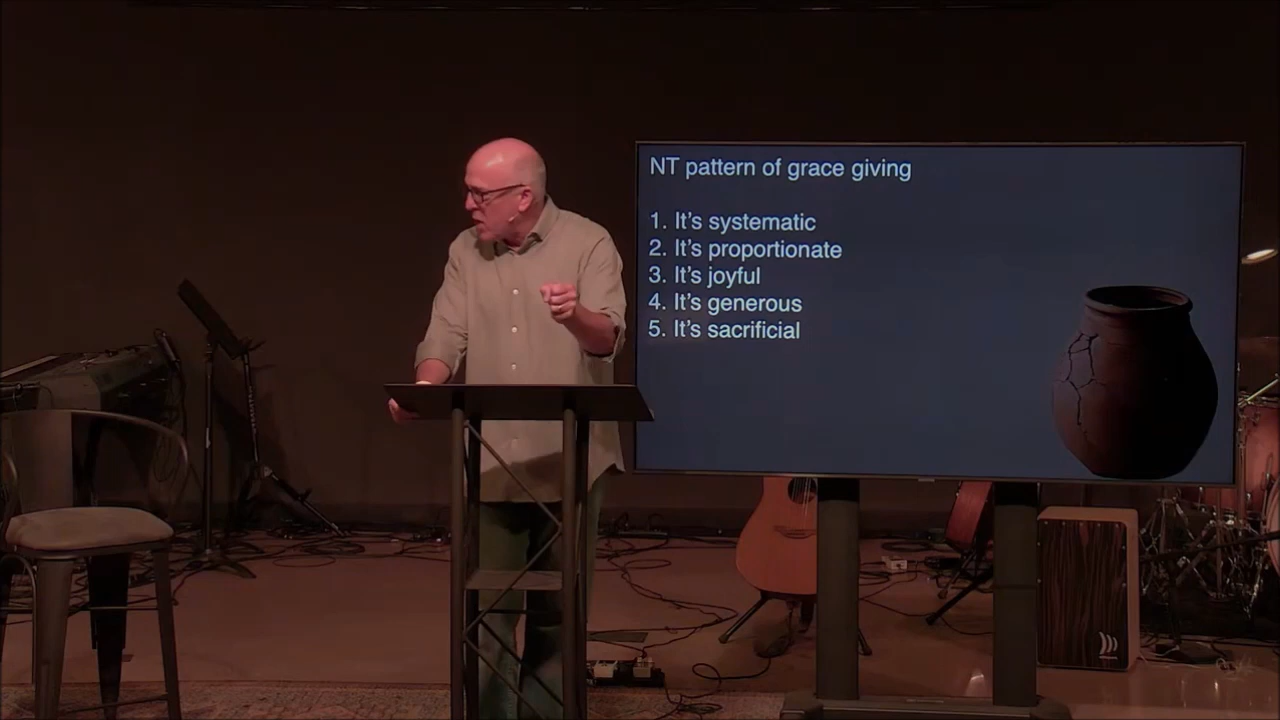 NT pattern of grace giving
1. It’s systematic
2. It’s proportionate
3. It’s joyful
4. It’s generous
5. It’s sacrificial